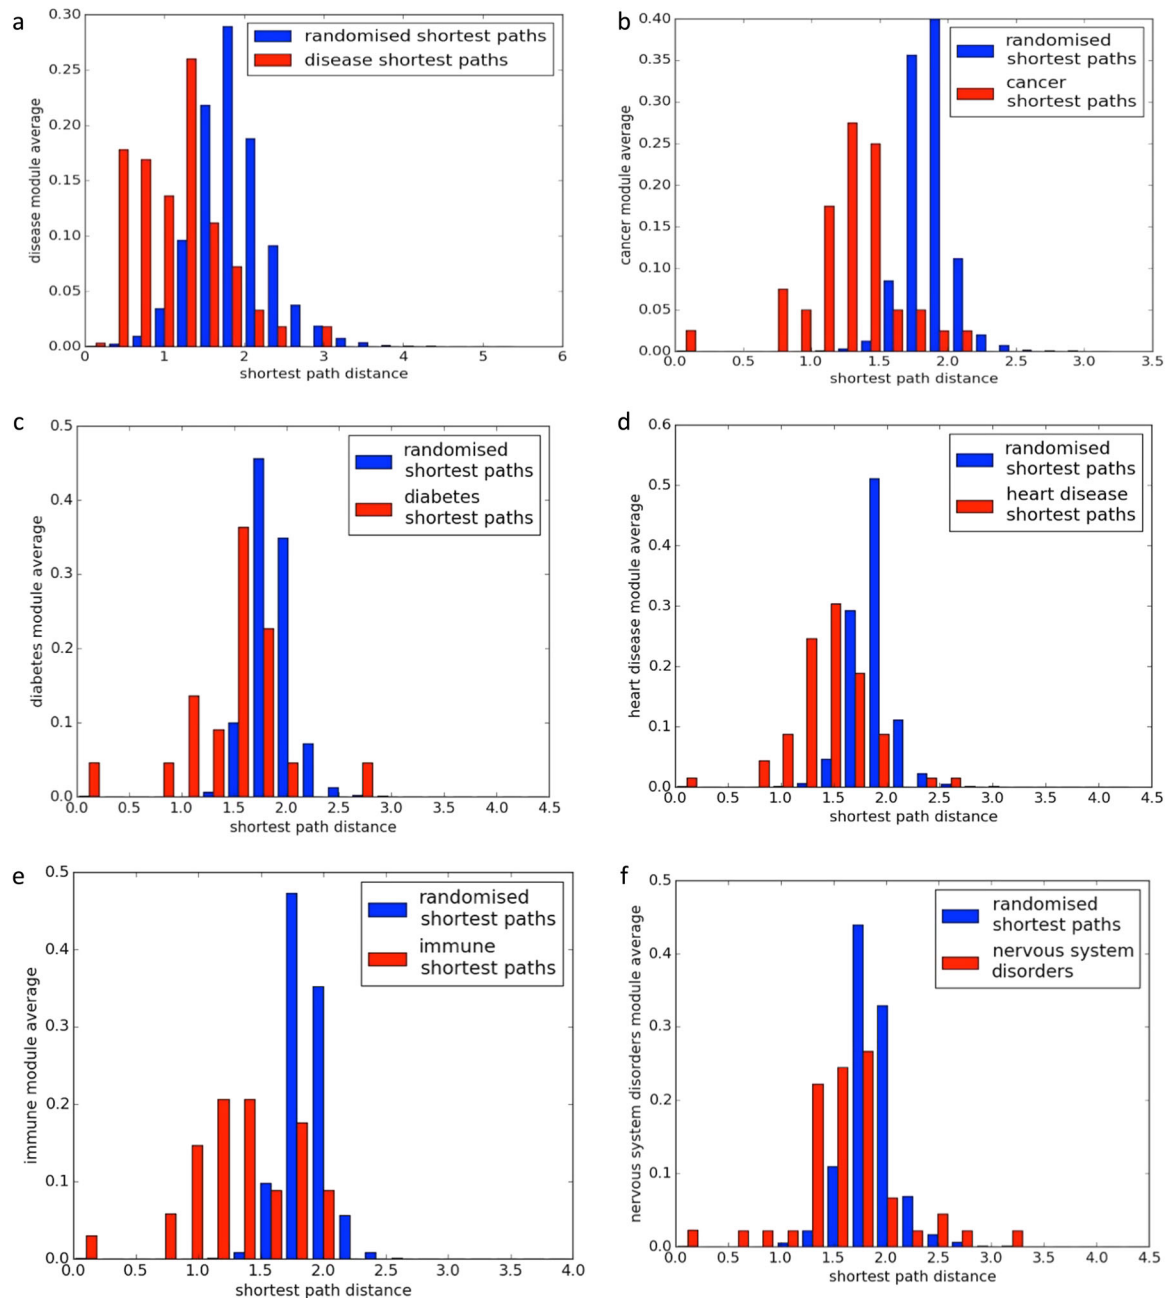 a
0.30
0.25
0.20
0.15
0.10
0.05
0.00
disease module average
randomised shortest paths
disease shortest paths
0 1 2 3 4 5 6
shortest path distance
b
0.40
0.35
0.30
0.25
0.20
0.15
0.10
0.05
0.00
cancer module average
randomised
shortest paths
cancer
shortest paths
0.0 0.5 1.0 1.5 2.0 2.5 3.0 3.5
shortest path distance
c
0.5
0.4
0.3
0.2
0.1
0.0
diabetes module average
randomised
shortest paths
diabetes
shortest paths
0.0 0.5 1.0 1.5 2.0 2.5 3.0 3.5 4.0 4.5
shortest path distance
d
0.6
0.5
0.4
0.3
0.2
0.1
0.0
heart disease module average
randomised
shortest paths
heart disease
shortest paths
0.0 0.5 1.0 1.5 2.0 2.5 3.0 3.5 4.0 4.5
shortest path distance
e
0.5
0.4
0.3
0.2
0.1
0.0
immune module average
randomised
shortest paths
immune
shortest paths
0.0 0.5 1.0 1.5 2.0 2.5 3.0 3.5 4.0
shortest path distance
f
0.5
0.4
0.3
0.2
0.1
0.0
nervous system disorders module average
randomised
shortest paths
nervous system
disorders
0.0 0.5 1.0 1.5 2.0 2.5 3.0 3.5 4.0 4.5
shortest path distance